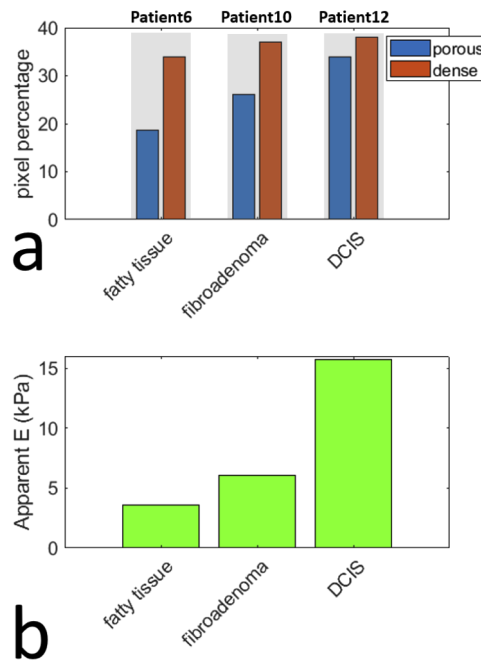 Patient6 Patient10 Patient12
40
30
20
10
0
pixel percentage
porous
dense
fatty tissue
fibroadenoma
DCIS
a
15
10
5
0
Apparent E (kPa)
fatty tissue
fibroadenoma
DCIS
b